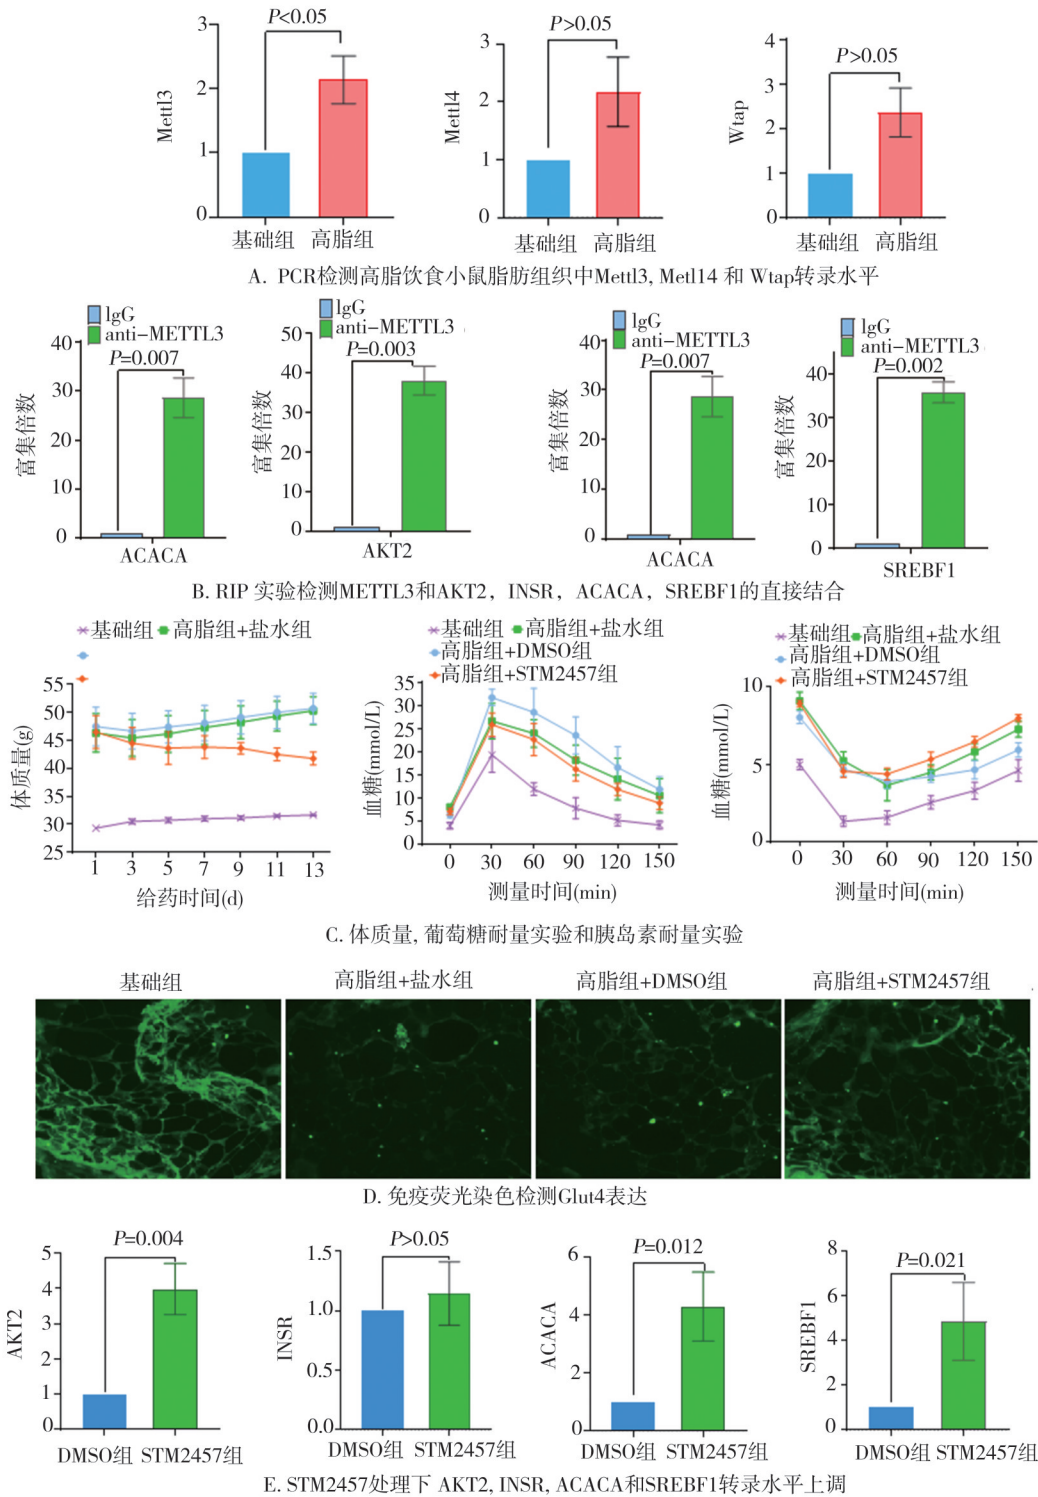 P<0.05
3
2
1
0
Mettl3
基础组 高脂组
P>0.05
3
2
1
0
Mettl4
基础组 高脂组
P>0.05
4
3
2
1
0
Wtap
基础组 高脂组
A. PCR检测高脂饮食小鼠脂肪组织中Mettl3, Metl14 和 Wtap转录水平
lgG
anti-METTL3
P=0.007
40
30
20
10
0
富集倍数
ACACA
lgG
anti-METTL3
P=0.003
50
40
30
20
10
0
富集倍数
AKT2
lgG
anti-METTL3
P=0.007
40
30
20
10
0
富集倍数
ACACA
lgG
anti-METTL3
P=0.002
40
30
20
10
0
富集倍数
SREBF1
B. RIP 实验检测METTL3和AKT2，INSR，ACACA，SREBF1的直接结合
基础组 高脂组+盐水组
55
50
45
40
35
30
25
体质量(g)
1 3 5 7 9 11 13
给药时间(d)
基础组 高脂组+盐水组
高脂组+DMSO组
高脂组+STM2457组
35
30
25
20
15
10
5
0
血糖(mmol/L)
0 30 60 90 120 150
测量时间(min)
基础组 高脂组+盐水组
高脂组+DMSO组
高脂组+STM2457组
10
5
0
血糖(mmol/L)
0 30 60 90 120 150
测量时间(min)
C. 体质量, 葡萄糖耐量实验和胰岛素耐量实验
基础组 高脂组+盐水组 高脂组+DMSO组 高脂组+STM2457组
D. 免疫荧光染色检测Glut4表达
P=0.004
5
4
3
2
1
0
AKT2
DMSO组 STM2457组
P>0.05
1.5
1.0
0.5
0.0
INSR
DMSO组 STM2457组
P=0.012
6
4
2
0
ACACA
DMSO组 STM2457组
P=0.021
8
6
4
2
0
SREBF1
DMSO组 STM2457组
E. STM2457处理下 AKT2, INSR, ACACA和SREBF1转录水平上调